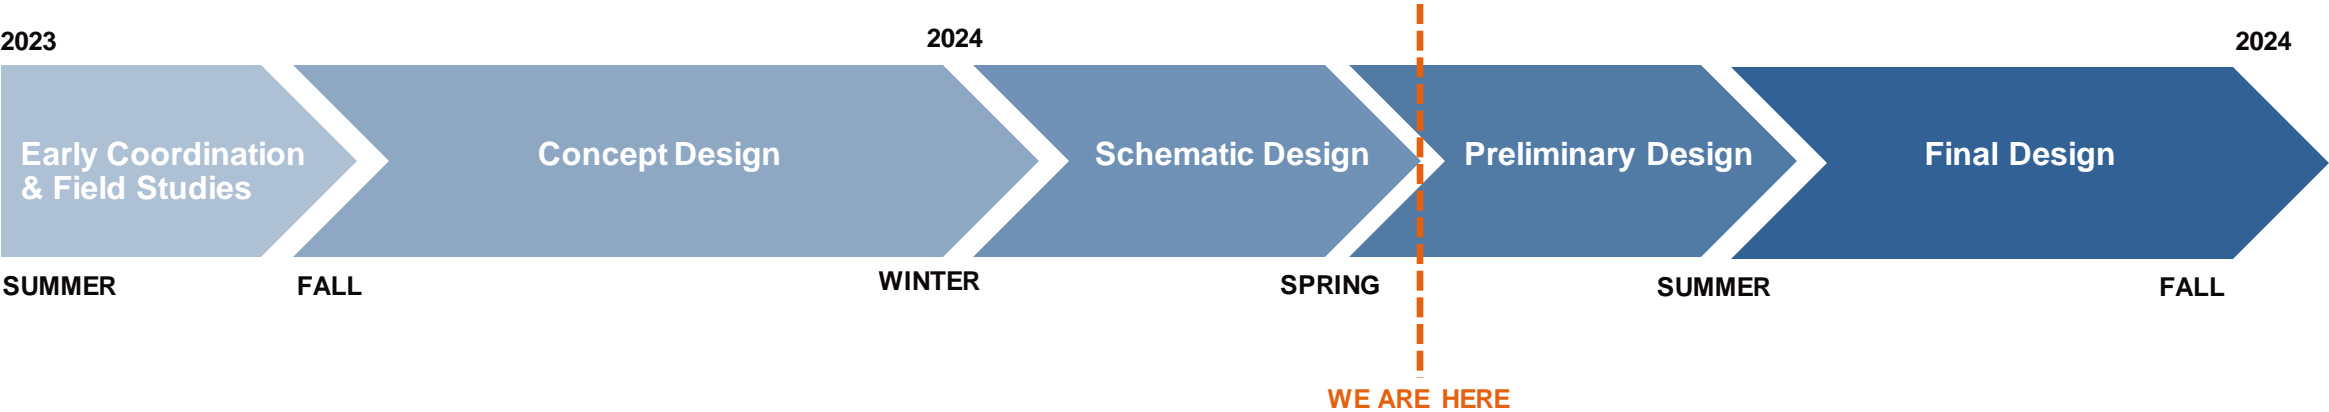 2023
2024
2024
Early Coordination
& Field Studies
Concept Design
Schematic Design
Preliminary Design
Final Design
SUMMER
FALL
WINTER
SPRING
SUMMER
FALL
WE ARE HERE